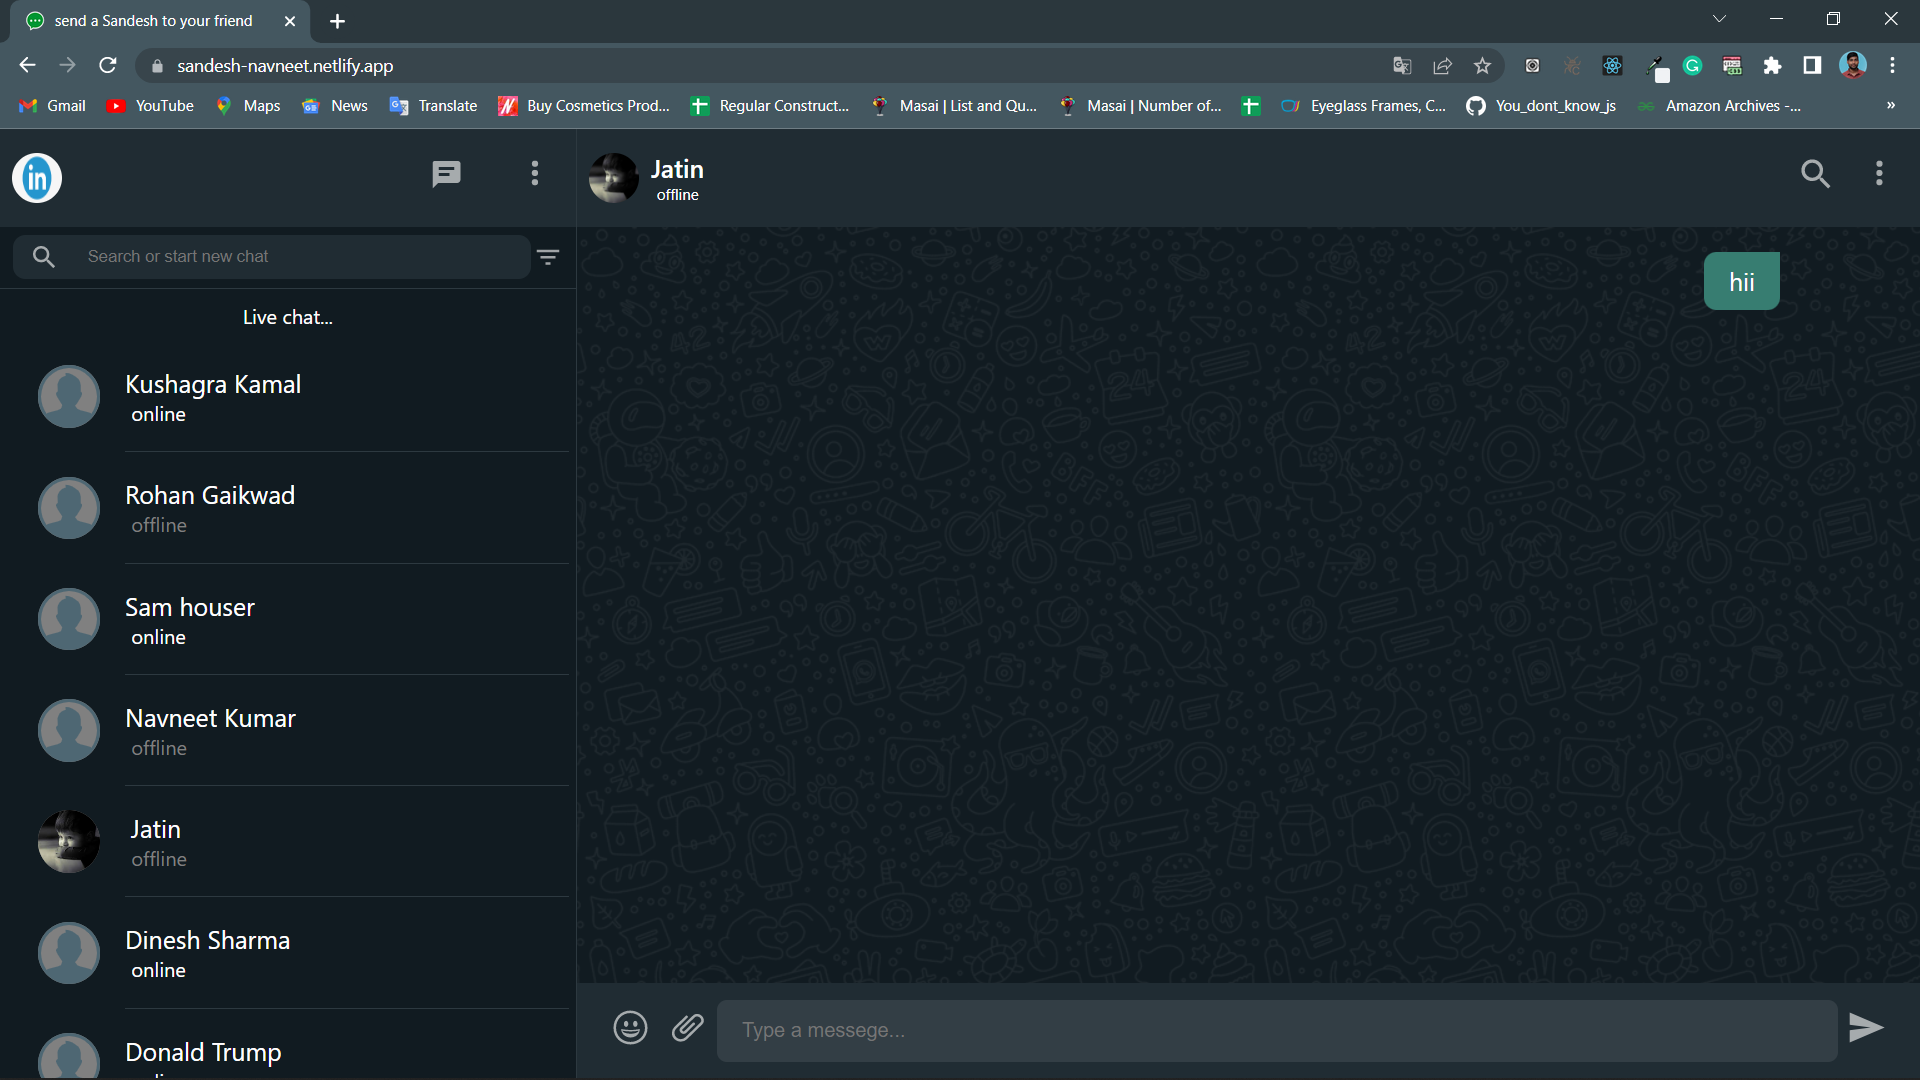 send a Sandesh to your friend
sandesh-navneet.netlify.app
Gmail YouTube Maps News Translate Buy Cosmetics Prod... Regular Construct... Masai | List and Qu... Masai | Number of... Eyeglass Frames, C... You_dont_know_js Amazon Archives -... »
in
Jatin
offline
Search or start new chat
hii
Live chat...
Kushagra Kamal
online
Rohan Gaikwad
offline
Sam houser
online
Navneet Kumar
offline
Jatin
offline
Dinesh Sharma
online
Donald Trump
Type a messege...